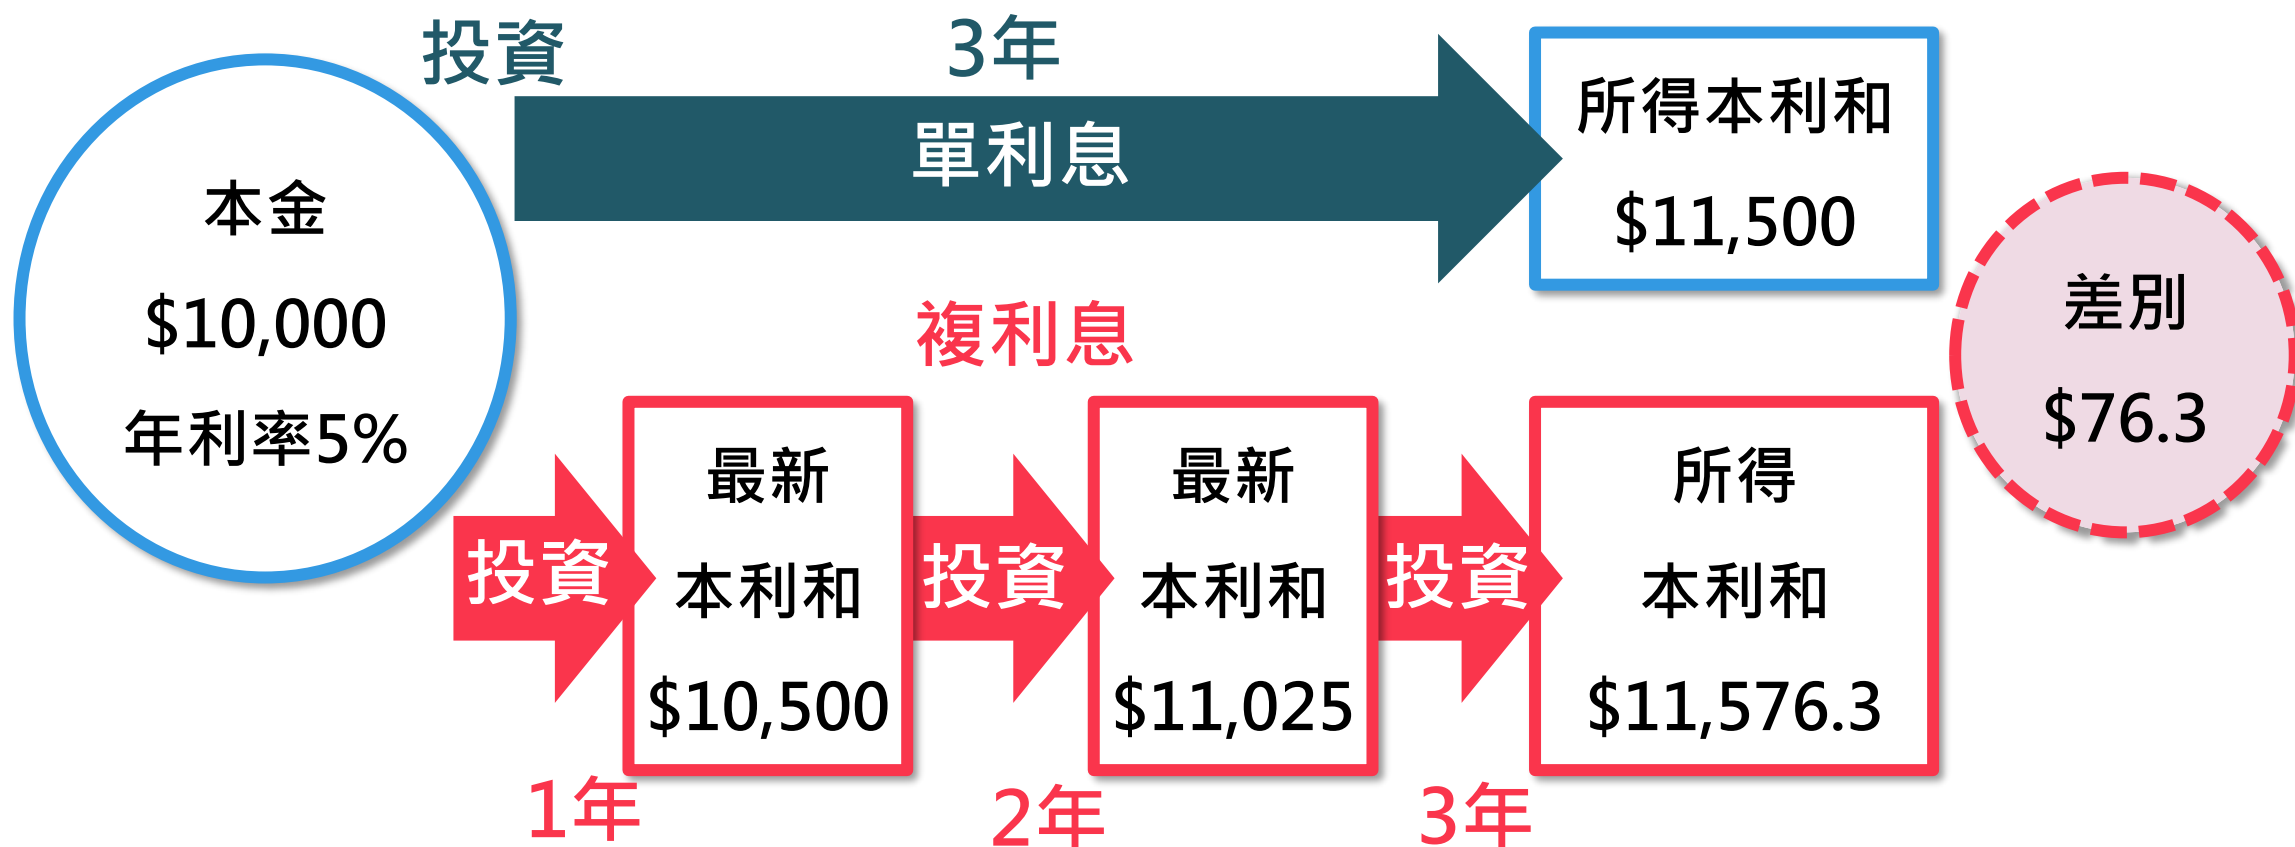 本金
$10,000
年利率5%
投資
3年
單利息
所得本利和
$11,500
複利息
投資
1年
最新
本利和
$10,500
投資
2年
最新
本利和
$11,025
投資
3年
所得
本利和
$11,576.3
差別
$76.3